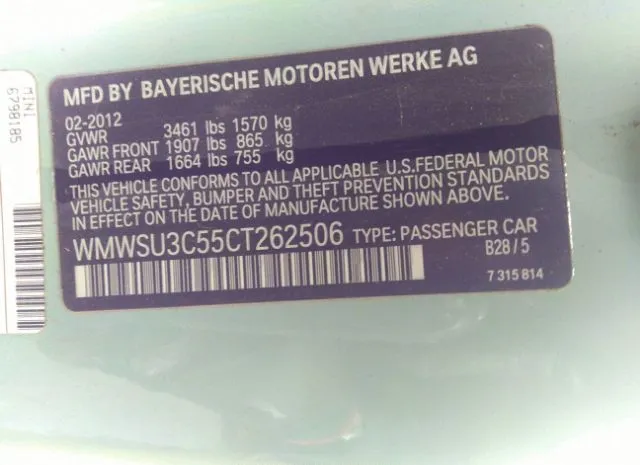 MFD BY BAYERISCHE MOTOREN WERKE AG
02-2012
GVWR 3461 lbs 1570 kg
GAWR FRONT 1907 lbs 865 kg
GAWR REAR 1664 lbs 755 kg
THIS VEHICLE CONFORMS TO ALL APPLICABLE U.S.FEDERAL MOTOR
VEHICLE SAFETY, BUMPER AND THEFT PREVENTION STANDARDS
IN EFFECT ON THE DATE OF MANUFACTURE SHOWN ABOVE.
WMWSU3C55CT262506 TYPE: PASSENGER CAR
B28/5
7 315 814
MINI
6798185